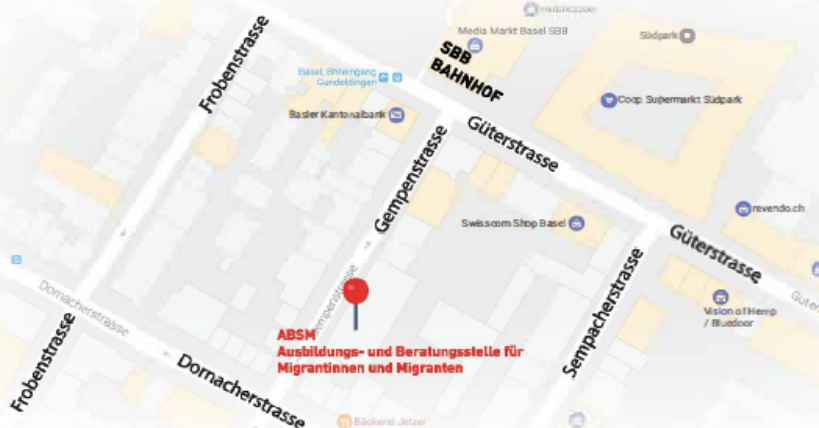 Frobenstrasse
Media Markt Basel SBB
SBB
BAHNHOF
Südpark
Basel, Bhfeingang
Gundeldingen
Basler Kantonalbank
Coop Supermarkt Südpark
Güterstrasse
Gempenstrasse
Swisscom Shop Basel
revendo.ch
Güterstrasse
Sempacherstrasse
Vision of Hemp
/ Bluedoor
Dornacherstrasse
Frobenstrasse
Dornacherstrasse
ABSM
Ausbildungs- und Beratungsstelle für
Migrantinnen und Migranten
Bäckerei Jetzer